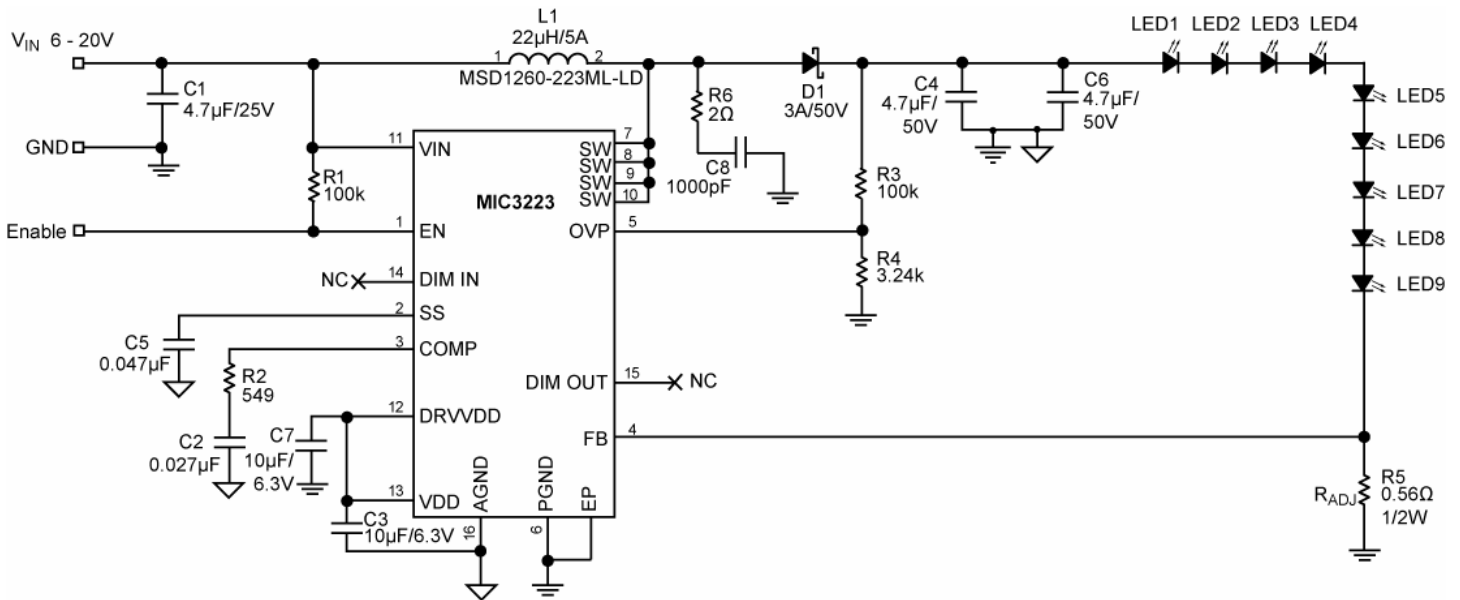 V_IN 6 - 20V
GND
Enable
C1
4.7µF/25V
R1
100k
L1
22µH/5A
1
2
MSD1260-223ML-LD
R6
2Ω
C8
1000pF
D1
3A/50V
R3
100k
R4
3.24k
C4
4.7µF/
50V
C6
4.7µF/
50V
LED1
LED2
LED3
LED4
LED5
LED6
LED7
LED8
LED9
MIC3223
11
VIN
1
EN
NC
14
DIM IN
2
SS
3
COMP
12
DRVVDD
13
VDD
16
AGND
6
PGND
EP
SW
7
SW
8
SW
9
SW
10
OVP
5
DIM OUT
15
NC
FB
4
C5
0.047µF
R2
549
C2
0.027µF
C7
10µF/
6.3V
C3
10µF/6.3V
R_ADJ
R5
0.56Ω
1/2W